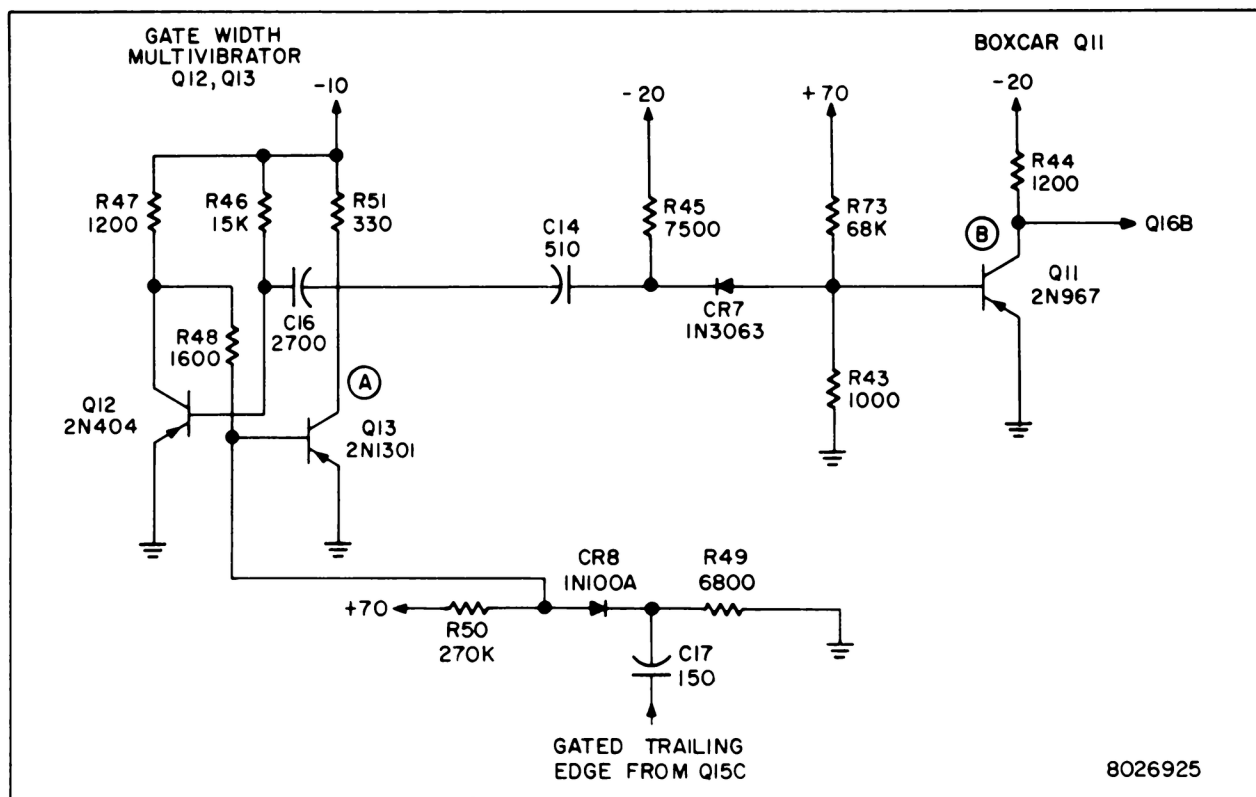 GATE WIDTH
MULTIVIBRATOR
Q12, Q13
BOXCAR Q11
-10
-20
+70
-20
R47
1200
R46
15K
R51
330
R45
7500
R73
68K
R44
1200
C14
510
B
Q16B
Q11
2N967
CR7
1N3063
C16
2700
R48
1600
R43
1000
A
Q12
2N404
Q13
2N1301
CR8
1N100A
R49
6800
+70
R50
270K
C17
150
GATED TRAILING
EDGE FROM Q15C
8026925